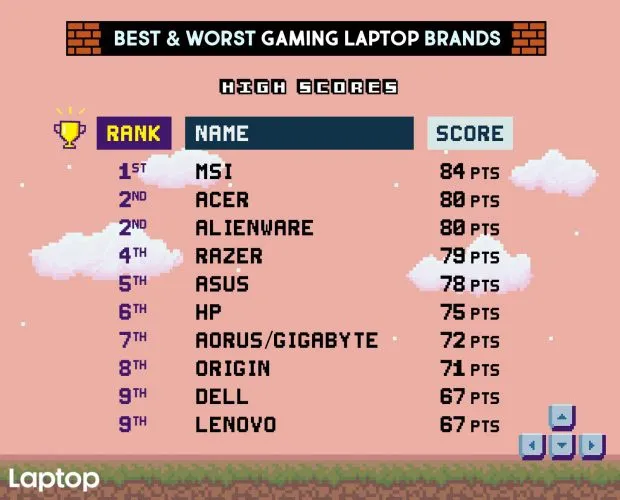 BEST & WORST GAMING LAPTOP BRANDS
HIGH SCORES
RANK NAME SCORE
1ST MSI 84 PTS
2ND ACER 80 PTS
2ND ALIENWARE 80 PTS
4TH RAZER 79 PTS
5TH ASUS 78 PTS
6TH HP 75 PTS
7TH AORUS/GIGABYTE 72 PTS
8TH ORIGIN 71 PTS
9TH DELL 67 PTS
9TH LENOVO 67 PTS
Laptop